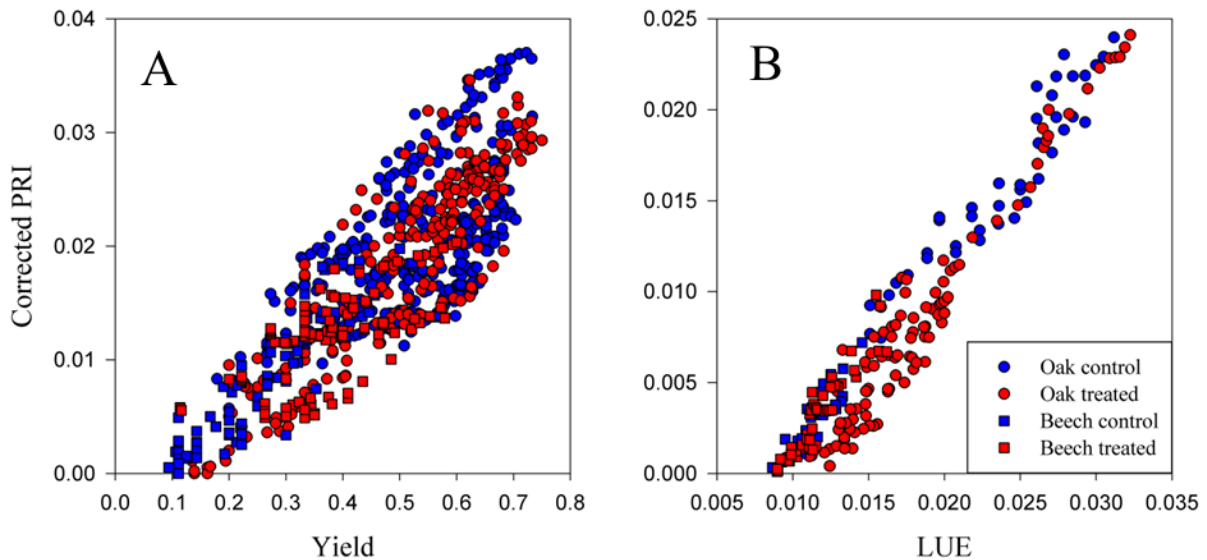 A
Corrected PRI
0.04
0.03
0.02
0.01
0.00
0.0 0.1 0.2 0.3 0.4 0.5 0.6 0.7 0.8
Yield
B
0.025
0.020
0.015
0.010
0.005
0.000
0.005 0.010 0.015 0.020 0.025 0.030 0.035
LUE
Oak control
Oak treated
Beech control
Beech treated